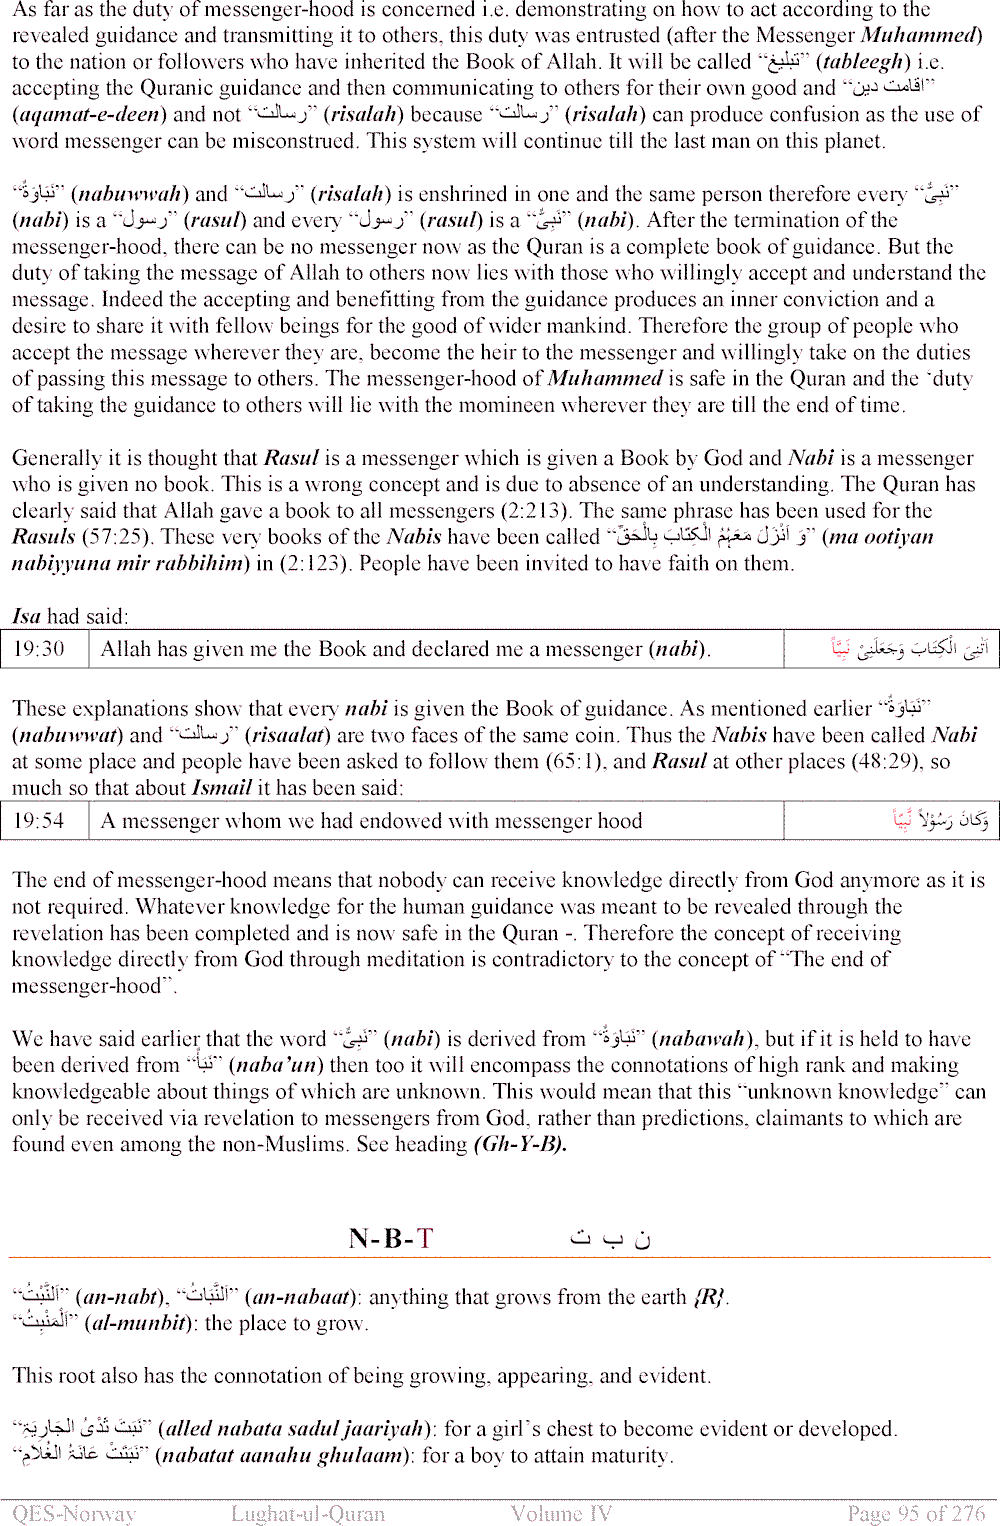 As far as the duty of messenger-hood is concerned i.e. demonstrating on how to act according to the
revealed guidance and transmitting it to others, this duty was entrusted (after the Messenger Muhammed)
to the nation or followers who have inherited the Book of Allah. It will be called “تبلیغ” (tableegh) i.e.
accepting the Quranic guidance and then communicating to others for their own good and “اقامت دین”
(aqamat-e-deen) and not “رسالت” (risalah) because “رسالت” (risalah) can produce confusion as the use of
word messenger can be misconstrued. This system will continue till the last man on this planet.
“نَبَاوَةٌ” (nabuwwah) and “رسالت” (risalah) is enshrined in one and the same person therefore every “نَبِیٌّ”
(nabi) is a “رسول” (rasul) and every “رسول” (rasul) is a “نَبِیٌّ” (nabi). After the termination of the
messenger-hood, there can be no messenger now as the Quran is a complete book of guidance. But the
duty of taking the message of Allah to others now lies with those who willingly accept and understand the
message. Indeed the accepting and benefitting from the guidance produces an inner conviction and a
desire to share it with fellow beings for the good of wider mankind. Therefore the group of people who
accept the message wherever they are, become the heir to the messenger and willingly take on the duties
of passing this message to others. The messenger-hood of Muhammed is safe in the Quran and the ‘duty
of taking the guidance to others will lie with the momineen wherever they are till the end of time.
Generally it is thought that Rasul is a messenger which is given a Book by God and Nabi is a messenger
who is given no book. This is a wrong concept and is due to absence of an understanding. The Quran has
clearly said that Allah gave a book to all messengers (2:213). The same phrase has been used for the
Rasuls (57:25). These very books of the Nabis have been called “وَ اَنْزَلَ مَعَہُمُ الْکِتَابَ بِالْحَقِّ” (ma ootiyan
nabiyyuna mir rabbihim) in (2:123). People have been invited to have faith on them.
Isa had said:
19:30 Allah has given me the Book and declared me a messenger (nabi). اٰتٰنِیَ الْکِتَابَ وَجَعَلَنِیْ نَبِیًّا
These explanations show that every nabi is given the Book of guidance. As mentioned earlier “نَبَاوَةٌ”
(nabuwwat) and “رسالت” (risaalat) are two faces of the same coin. Thus the Nabis have been called Nabi
at some place and people have been asked to follow them (65:1), and Rasul at other places (48:29), so
much so that about Ismail it has been said:
19:54 A messenger whom we had endowed with messenger hood وَکَانَ رَسُوْلاً نَّبِیّاً
The end of messenger-hood means that nobody can receive knowledge directly from God anymore as it is
not required. Whatever knowledge for the human guidance was meant to be revealed through the
revelation has been completed and is now safe in the Quran -. Therefore the concept of receiving
knowledge directly from God through meditation is contradictory to the concept of “The end of
messenger-hood”.
We have said earlier that the word “نَبِیٌّ” (nabi) is derived from “نَبَاوَةٌ” (nabawah), but if it is held to have
been derived from “نَبَأٌ” (naba’un) then too it will encompass the connotations of high rank and making
knowledgeable about things of which are unknown. This would mean that this “unknown knowledge” can
only be received via revelation to messengers from God, rather than predictions, claimants to which are
found even among the non-Muslims. See heading (Gh-Y-B).
N-B-T ن ب ت
“اَلنَّبْتُ” (an-nabt), “اَلنَّبَاتُ” (an-nabaat): anything that grows from the earth {R}.
“اَلْمَنْبِتُ” (al-munbit): the place to grow.
This root also has the connotation of being growing, appearing, and evident.
“نَبَتَ ثَدْیُ الجَارِیَۃِ” (alled nabata sadul jaariyah): for a girl’s chest to become evident or developed.
“نَبَتَتْ عَانَۃُ الْغُلاَمِ” (nabatat aanahu ghulaam): for a boy to attain maturity.
QES-Norway Lughat-ul-Quran Volume IV Page 95 of 276